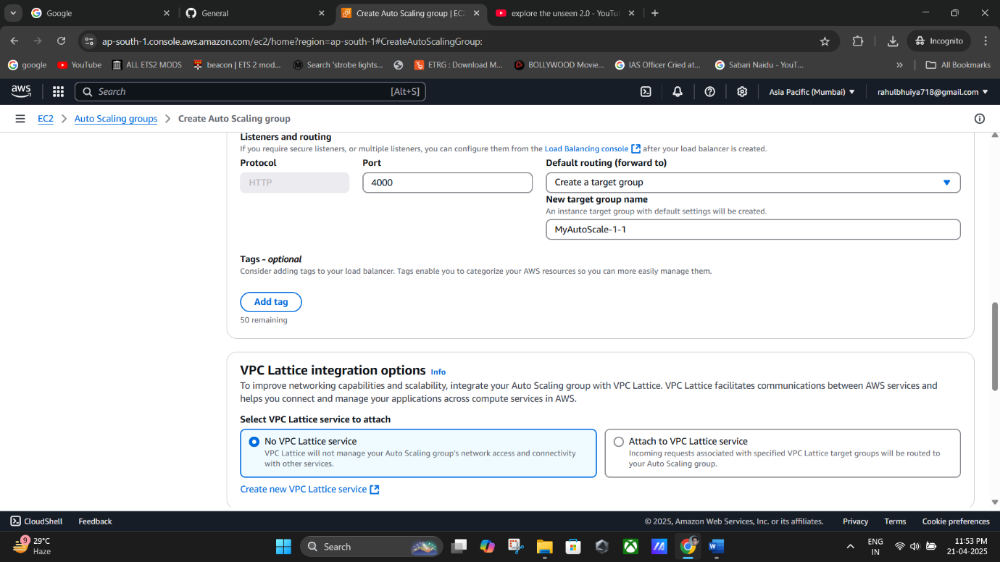 Google
General
Create Auto Scaling group | EC2
explore the unseen 2.0 - YouTu
ap-south-1.console.aws.amazon.com/ec2/home?region=ap-south-1#CreateAutoScalingGroup:
Incognito
google
YouTube
ALL ETS2 MODS
beacon | ETS 2 mod...
Search 'strobe lights...
ETRG : Download M...
BOLLYWOOD Movie...
IAS Officer Cried at...
Sabari Naidu - YouT...
All Bookmarks
aws
Search
[Alt+S]
Asia Pacific (Mumbai)
rahulbhuiya718@gmail.com
EC2
Auto Scaling groups
Create Auto Scaling group
Listeners and routing
If you require secure listeners, or multiple listeners, you can configure them from the Load Balancing console after your load balancer is created.
Protocol
Port
Default routing (forward to)
HTTP
4000
Create a target group
New target group name
An instance target group with default settings will be created.
MyAutoScale-1-1
Tags - optional
Consider adding tags to your load balancer. Tags enable you to categorize your AWS resources so you can more easily manage them.
Add tag
50 remaining
VPC Lattice integration options Info
To improve networking capabilities and scalability, integrate your Auto Scaling group with VPC Lattice. VPC Lattice facilitates communications between AWS services and
helps you connect and manage your applications across compute services in AWS.
Select VPC Lattice service to attach
No VPC Lattice service
VPC Lattice will not manage your Auto Scaling group's network access and connectivity
with other services.
Attach to VPC Lattice service
Incoming requests associated with specified VPC Lattice target groups will be routed to
your Auto Scaling group.
Create new VPC Lattice service
CloudShell
Feedback
© 2025, Amazon Web Services, Inc. or its affiliates.
Privacy
Terms
Cookie preferences
9
29°C
Haze
Search
ENG
IN
11:53 PM
21-04-2025